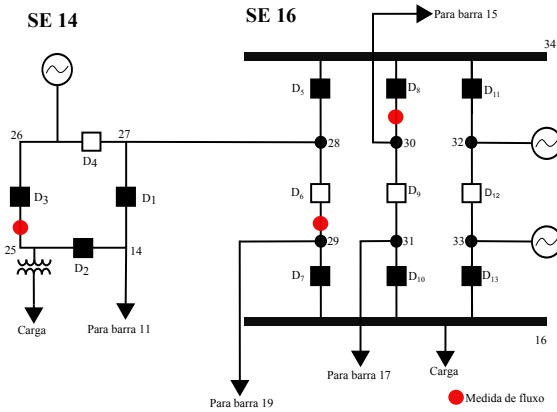 SE 14
SE 16
Para barra 15
34
D5
D8
D11
26
27
D4
28
30
32
D3
D1
D6
D9
D12
25
D2
14
29
31
33
D7
D10
D13
Carga
Para barra 11
16
Para barra 19
Para barra 17
Carga
Medida de fluxo